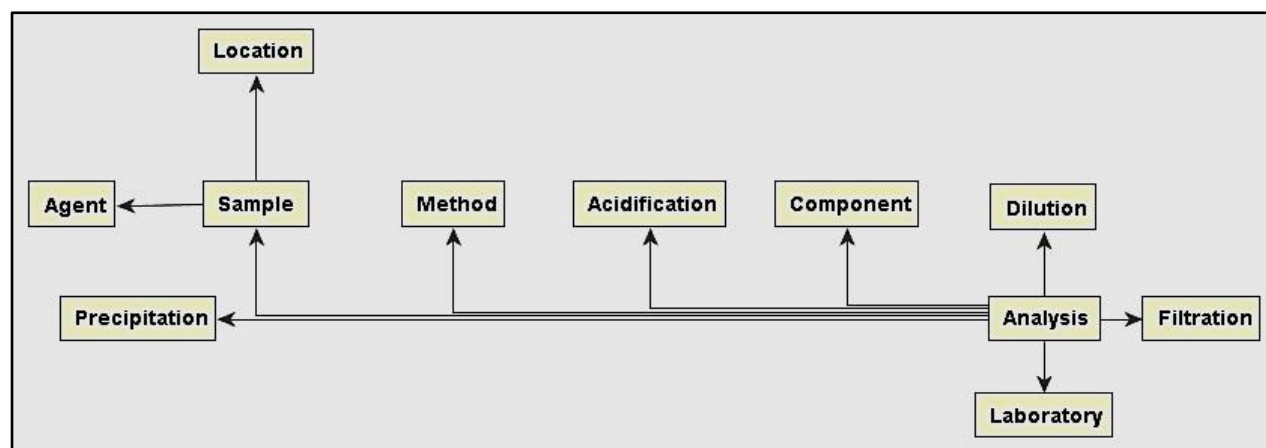 Location
Agent
Sample
Method
Acidification
Component
Dilution
Precipitation
Analysis
Filtration
Laboratory